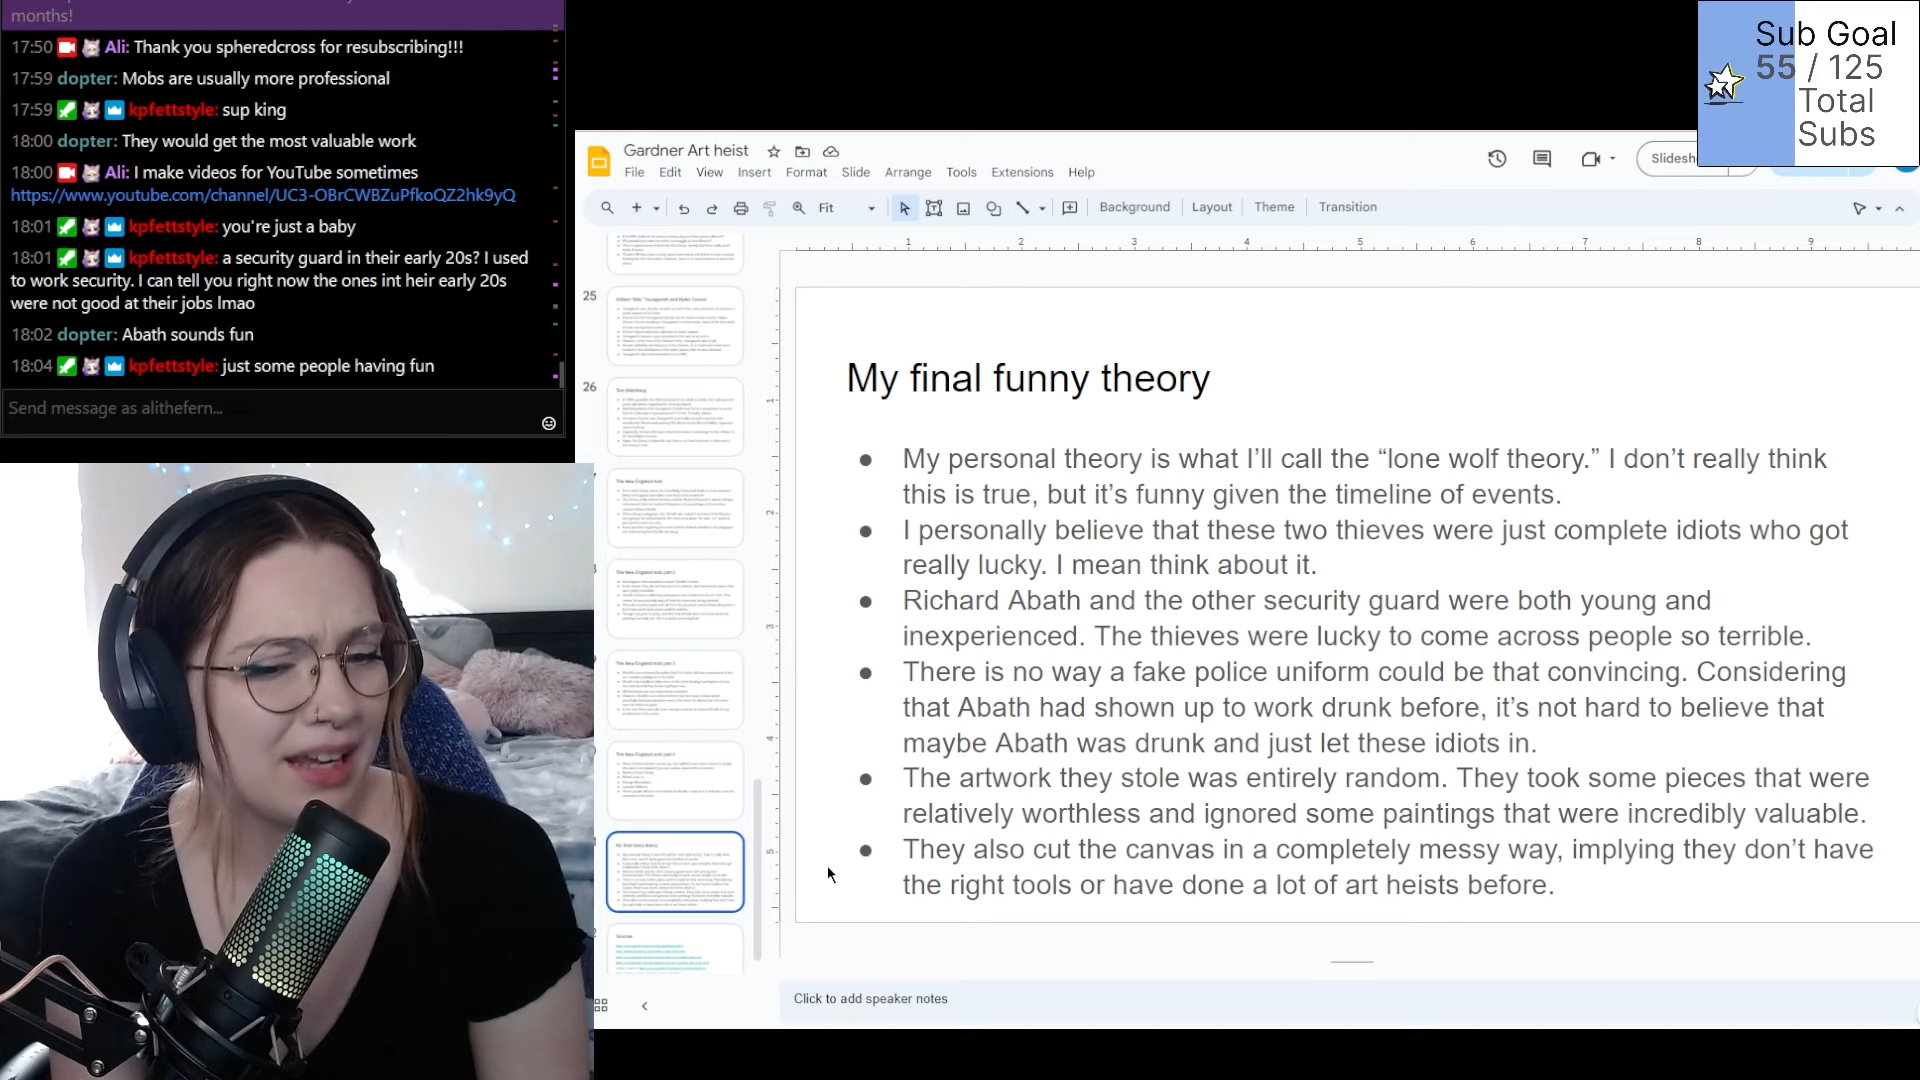 months!
17:50 Ali: Thank you spheredcross for resubscribing!!!
17:59 dopter: Mobs are usually more professional
17:59 kpfettstyle: sup king
18:00 dopter: They would get the most valuable work
18:00 Ali: I make videos for YouTube sometimes
https://www.youtube.com/channel/UC3-OBrCWBZuPfkoQZ2hk9yQ
18:01 kpfettstyle: you're just a baby
18:01 kpfettstyle: a security guard in their early 20s? I used
to work security. I can tell you right now the ones int heir early 20s
were not good at their jobs lmao
18:02 dopter: Abath sounds fun
18:04 kpfettstyle: just some people having fun
Send message as alithefern...
Sub Goal
55 / 125
Total
Subs
Gardner Art heist
File Edit View Insert Format Slide Arrange Tools Extensions Help
Fit
Background Layout Theme Transition
1 2 3 4 5 6 7 8 9
1
2
3
4
5
25
26
My final funny theory
● My personal theory is what I’ll call the “lone wolf theory.” I don’t really think
this is true, but it’s funny given the timeline of events.
● I personally believe that these two thieves were just complete idiots who got
really lucky. I mean think about it.
● Richard Abath and the other security guard were both young and
inexperienced. The thieves were lucky to come across people so terrible.
● There is no way a fake police uniform could be that convincing. Considering
that Abath had shown up to work drunk before, it’s not hard to believe that
maybe Abath was drunk and just let these idiots in.
● The artwork they stole was entirely random. They took some pieces that were
relatively worthless and ignored some paintings that were incredibly valuable.
● They also cut the canvas in a completely messy way, implying they don’t have
the right tools or have done a lot of art heists before.
Click to add speaker notes